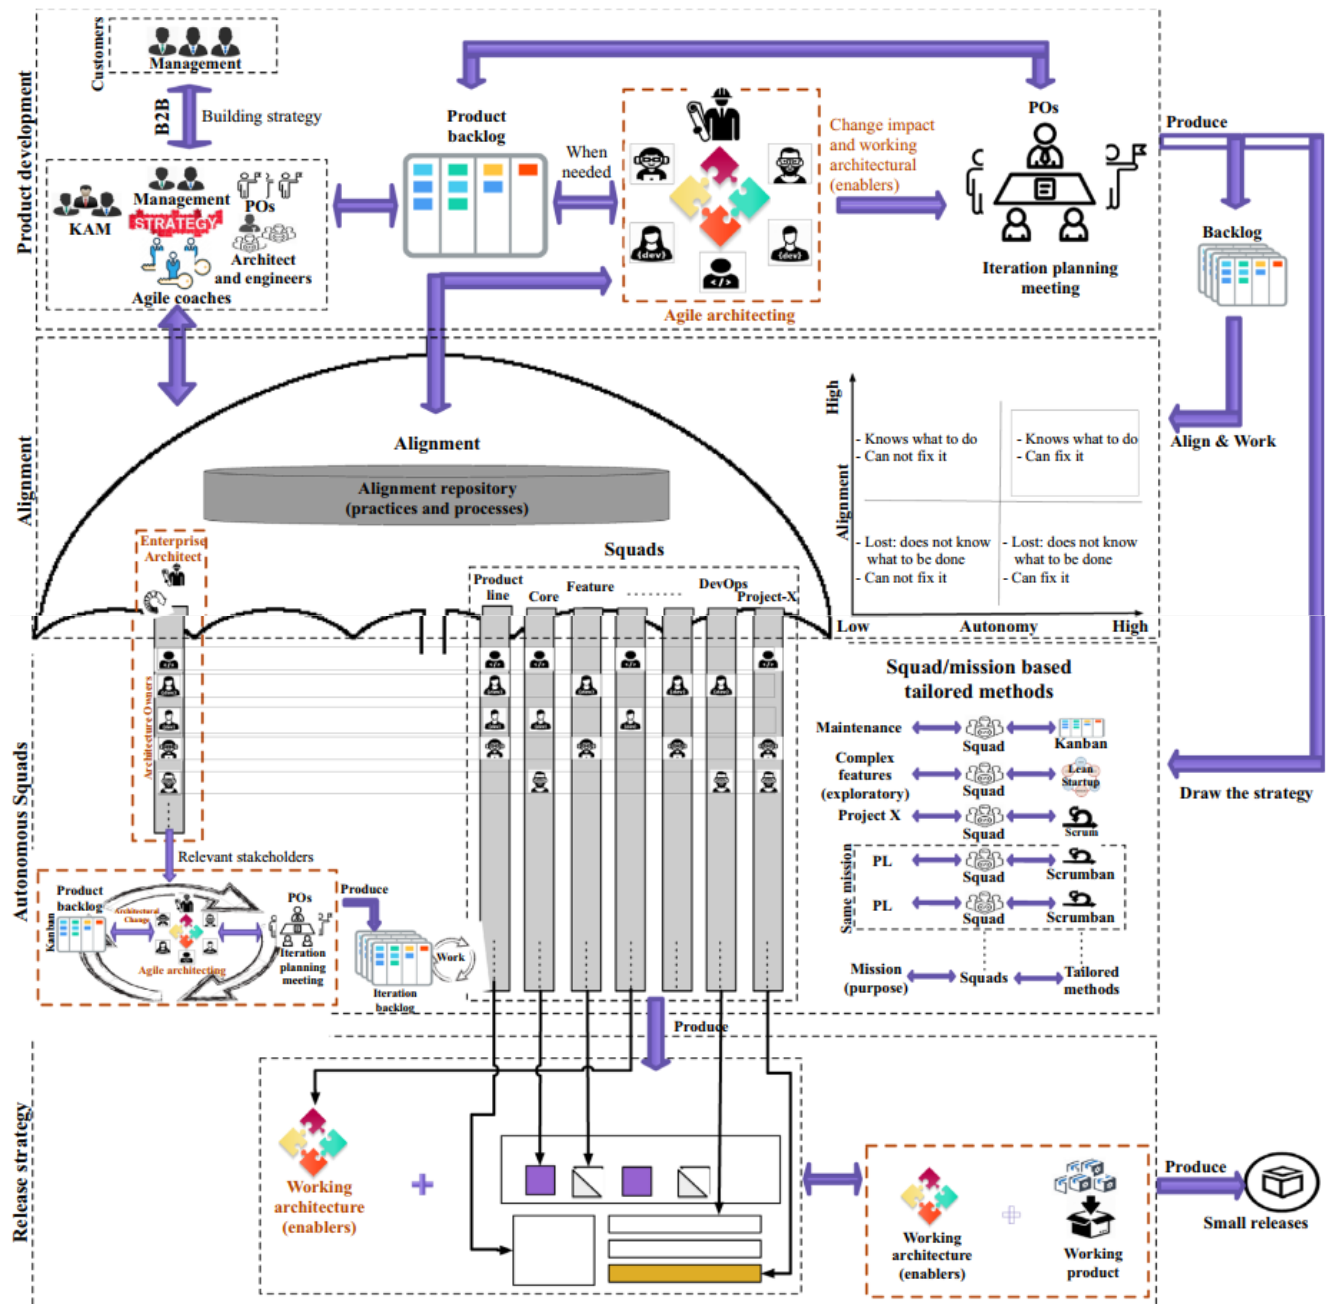 Product development
Customers
Management
B2B
Building strategy
Management
KAM
STRATEGY
POs
Architect
and engineers
Agile coaches
Product
backlog
When
needed
Agile architecting
Change impact
and working
architectural
(enablers)
POs
Iteration planning
meeting
Produce
Backlog
Align & Work
Draw the strategy
Alignment
Alignment
Alignment repository
(practices and processes)
Enterprise
Architect
Squads
Product
line
Core
Feature
........
DevOps
Project-X
High
Alignment
- Knows what to do
- Can not fix it
- Knows what to do
- Can fix it
- Lost: does not know
what to be done
- Can not fix it
- Lost: does not know
what to be done
- Can fix it
Low
Autonomy
High
Autonomous Squads
Architecture Owners
</>
{dev}
{dev}
Relevant stakeholders
Product
backlog
Kanban
Architectural
Change
Agile architecting
POs
Iteration
planning
meeting
Produce
Iteration
backlog
Work
Squad/mission based
tailored methods
Maintenance
Squad
Kanban
Complex
features
(exploratory)
Squad
Lean
Startup
Project X
Squad
Scrum
Same mission
PL
Squad
Scrumban
PL
Squad
Scrumban
Mission
(purpose)
Squads
Tailored
methods
Release strategy
Produce
Working
architecture
(enablers)
+
Working
architecture
(enablers)
+
Working
product
Produce
Small releases